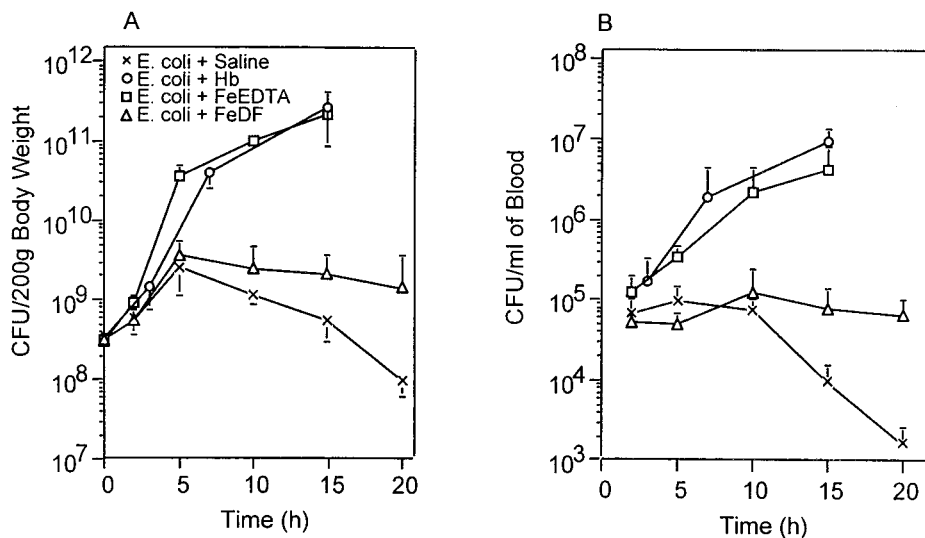 A
CFU/200g Body Weight
10^12
10^11
10^10
10^9
10^8
10^7
E. coli + Saline
E. coli + Hb
E. coli + FeEDTA
E. coli + FeDF
0 5 10 15 20
Time (h)
B
CFU/ml of Blood
10^8
10^7
10^6
10^5
10^4
10^3
0 5 10 15 20
Time (h)